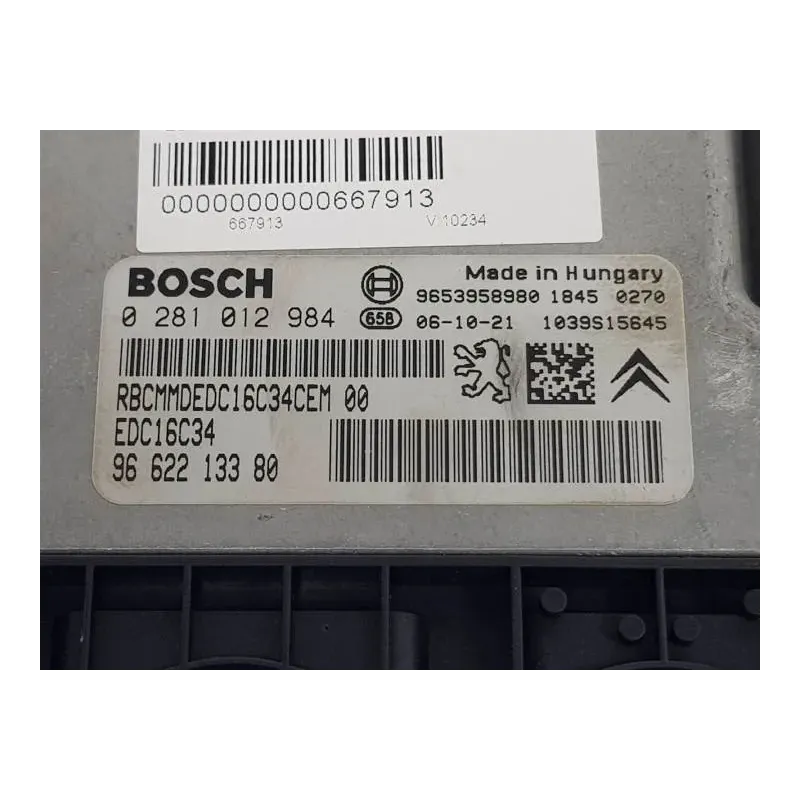 0000000000667913
667913 V.10234
BOSCH Made in Hungary
9653958980 1845 0270
0 281 012 984 658 06-10-21 1039S15645
RBCMMDEDC16C34CEM 00
EDC16C34
96 622 133 80